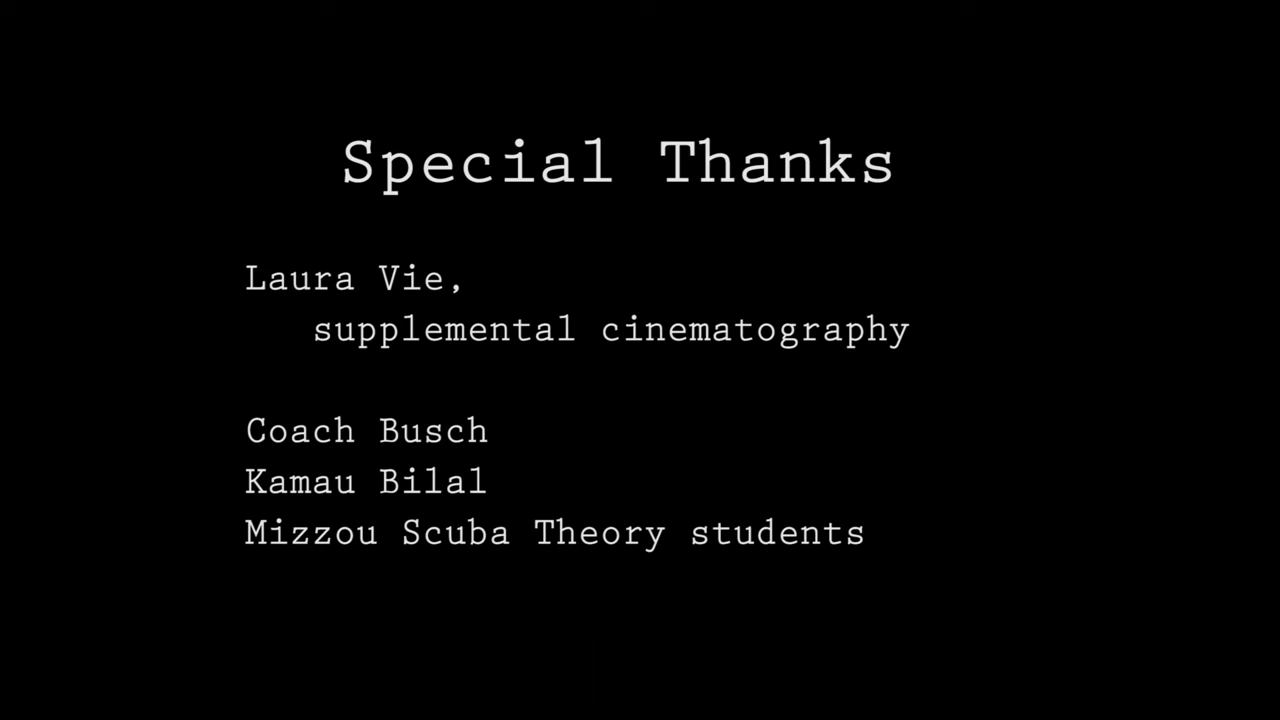 Special Thanks
Laura Vie,
supplemental cinematography
Coach Busch
Kamau Bilal
Mizzou Scuba Theory students